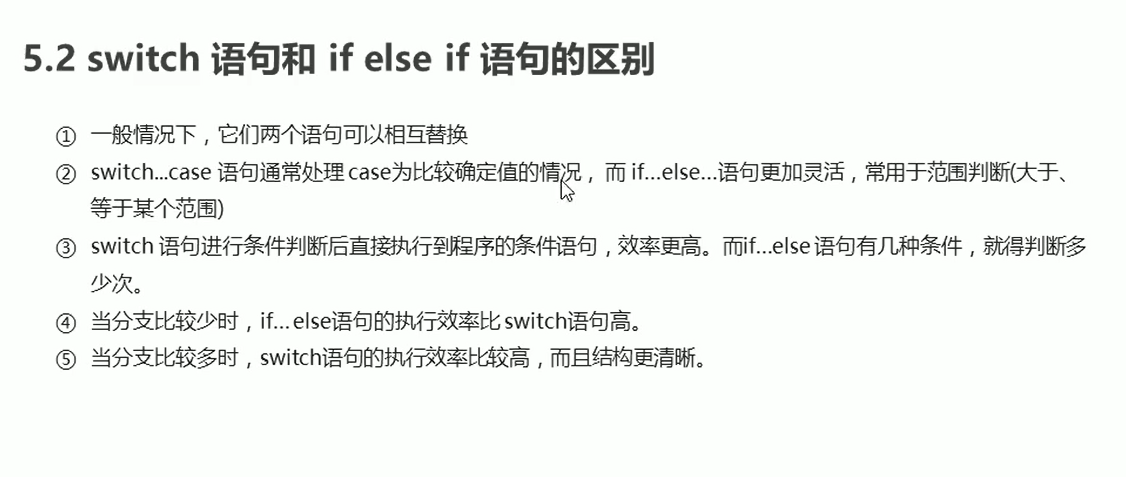 5.2 switch 语句和 if else if 语句的区别
① 一般情况下，它们两个语句可以相互替换
② switch...case 语句通常处理 case为比较确定值的情况， 而 if...else...语句更加灵活，常用于范围判断(大于、
等于某个范围)
③ switch 语句进行条件判断后直接执行到程序的条件语句，效率更高。而if...else 语句有几种条件，就得判断多
少次。
④ 当分支比较少时，if... else语句的执行效率比 switch语句高。
⑤ 当分支比较多时，switch语句的执行效率比较高，而且结构更清晰。